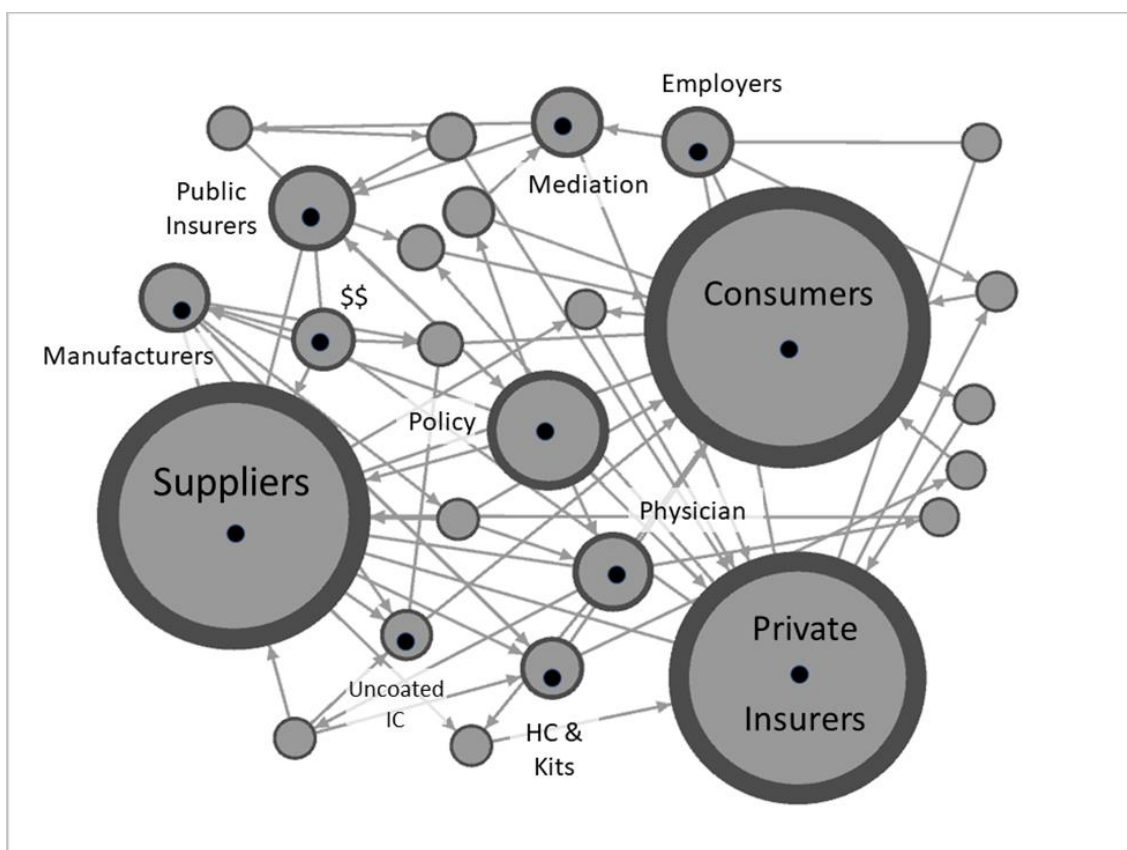 Employers
Mediation
Public
Insurers
$$
Consumers
Manufacturers
Policy
Suppliers
Physician
Private
Insurers
Uncoated
IC
HC &
Kits